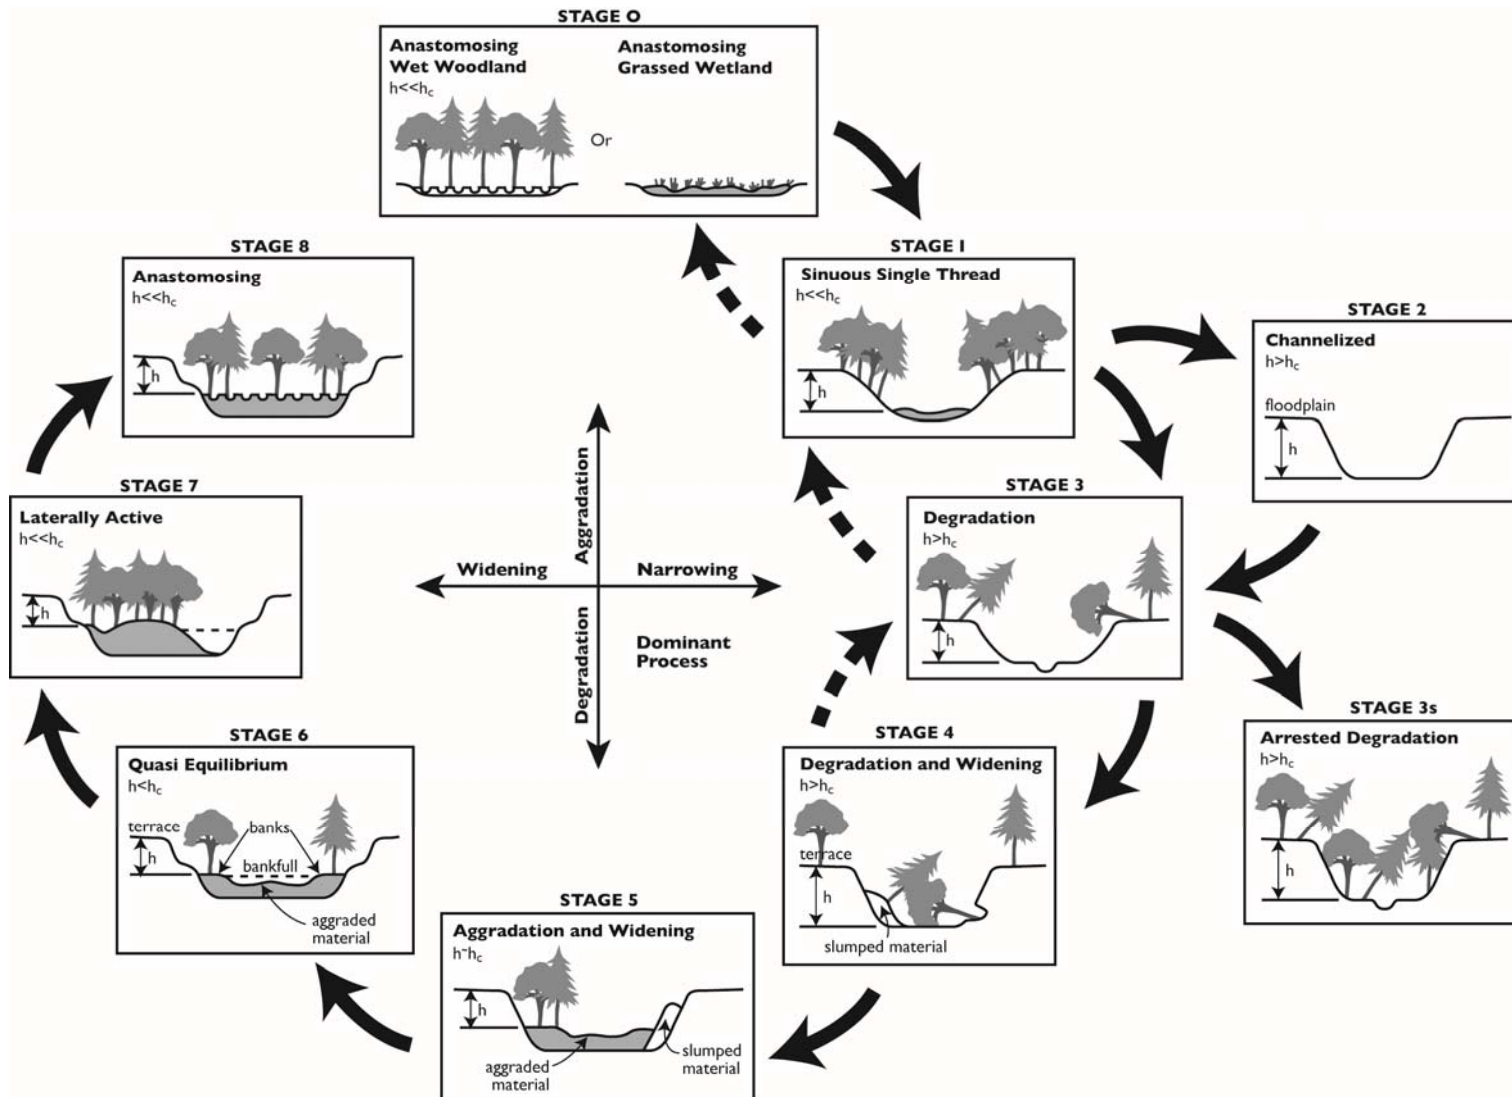 STAGE O
Anastomosing
Wet Woodland
h<<hc
Or
Anastomosing
Grassed Wetland
STAGE 8
Anastomosing
h<<hc
h
STAGE I
Sinuous Single Thread
h<<hc
h
STAGE 2
Channelized
h>hc
floodplain
h
STAGE 7
Laterally Active
h<<hc
h
Aggradation
Widening
Narrowing
Degradation
Dominant
Process
STAGE 3
Degradation
h>hc
h
STAGE 3s
Arrested Degradation
h>hc
h
STAGE 6
Quasi Equilibrium
h<hc
terrace
banks
h
bankfull
aggraded
material
STAGE 4
Degradation and Widening
h>hc
terrace
h
slumped material
STAGE 5
Aggradation and Widening
h~hc
h
aggraded
material
slumped
material